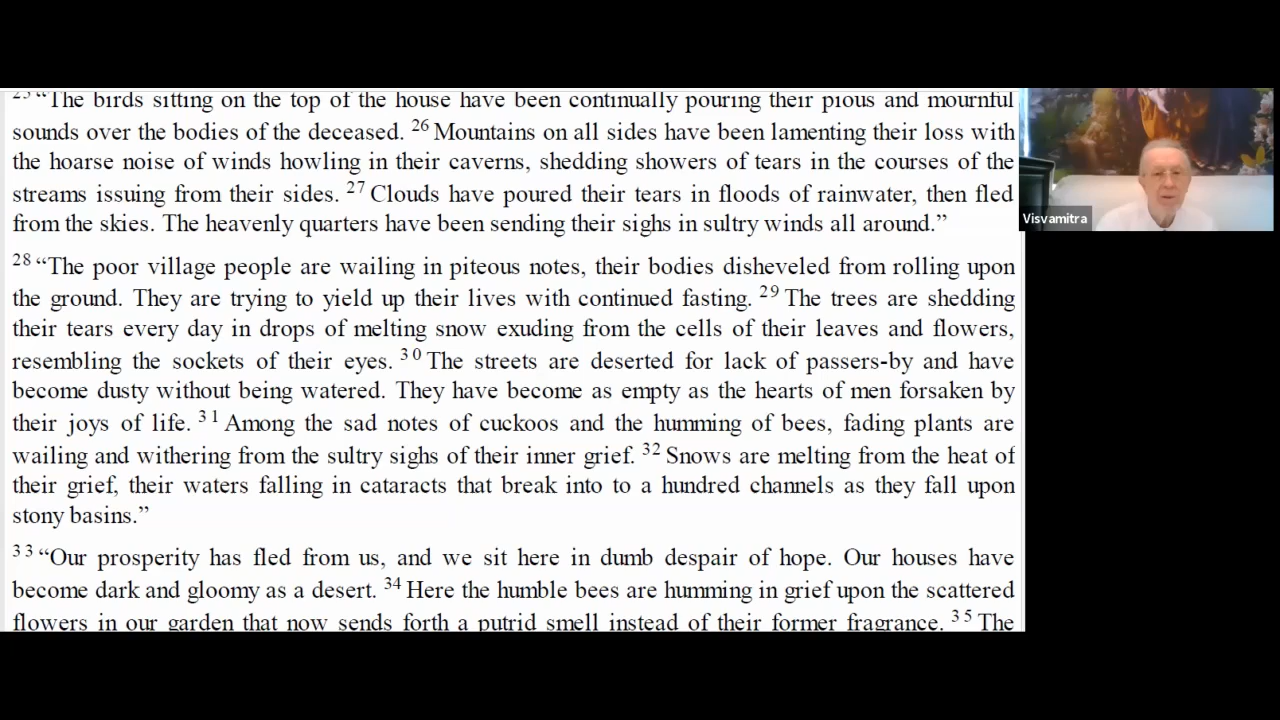 25 “The birds sitting on the top of the house have been continually pouring their pious and mournful
sounds over the bodies of the deceased. 26 Mountains on all sides have been lamenting their loss with
the hoarse noise of winds howling in their caverns, shedding showers of tears in the courses of the
streams issuing from their sides. 27 Clouds have poured their tears in floods of rainwater, then fled
from the skies. The heavenly quarters have been sending their sighs in sultry winds all around.”
28 “The poor village people are wailing in piteous notes, their bodies disheveled from rolling upon
the ground. They are trying to yield up their lives with continued fasting. 29 The trees are shedding
their tears every day in drops of melting snow exuding from the cells of their leaves and flowers,
resembling the sockets of their eyes. 30 The streets are deserted for lack of passers-by and have
become dusty without being watered. They have become as empty as the hearts of men forsaken by
their joys of life. 31 Among the sad notes of cuckoos and the humming of bees, fading plants are
wailing and withering from the sultry sighs of their inner grief. 32 Snows are melting from the heat of
their grief, their waters falling in cataracts that break into to a hundred channels as they fall upon
stony basins.”
33 “Our prosperity has fled from us, and we sit here in dumb despair of hope. Our houses have
become dark and gloomy as a desert. 34 Here the humble bees are humming in grief upon the scattered
flowers in our garden that now sends forth a putrid smell instead of their former fragrance. 35 The
Visvamitra